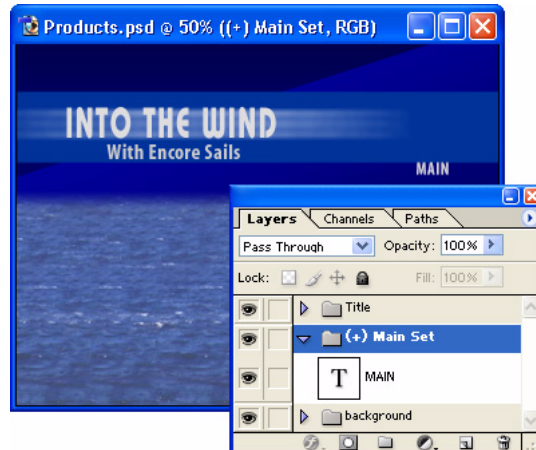 Products.psd @ 50% ((+) Main Set, RGB)
INTO THE WIND
With Encore Sails
MAIN
Layers Channels Paths
Pass Through Opacity: 100%
Lock: Fill: 100%
Title
(+) Main Set
T MAIN
background